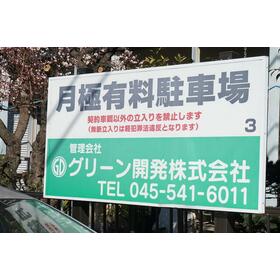 月極有料駐車場
契約車輌以外の立入りを禁止します
(無断立入りは軽犯罪法違反となります)
3
管理会社
GD グリーン開発株式会社
TEL 045-541-6011